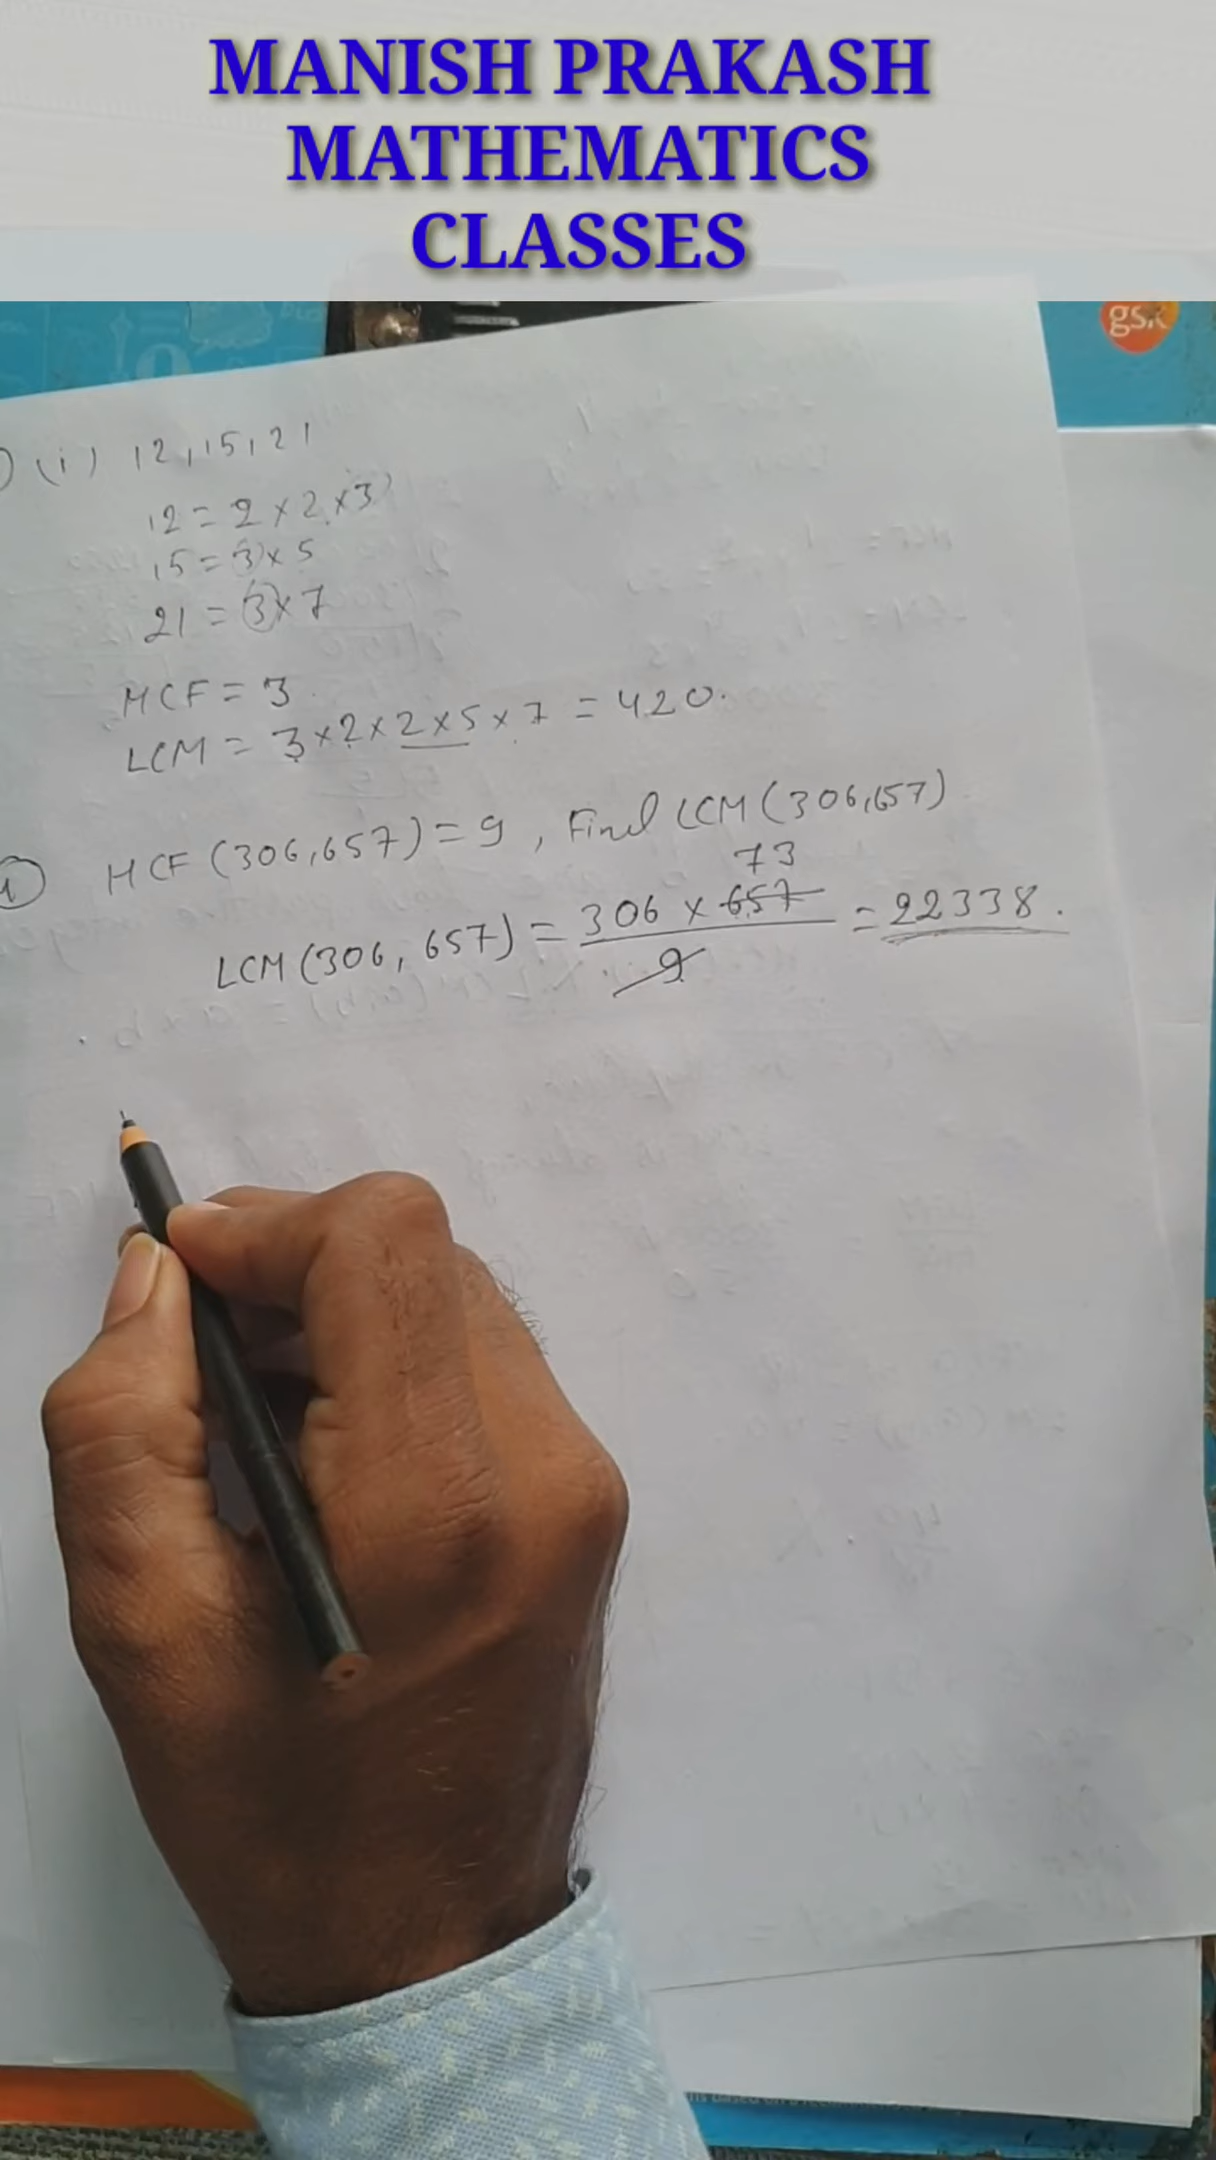 MANISH PRAKASH
MATHEMATICS
CLASSES
gsk
(i) 12, 15, 21
12 = 2 × 2 × 3
15 = 3 × 5
21 = 3 × 7
HCF = 3
LCM = 3 × 2 × 2 × 5 × 7 = 420.
HCF (306, 657) = 9, Find LCM (306, 657)
73
LCM (306, 657) = 306 × 657 = 22338.
9